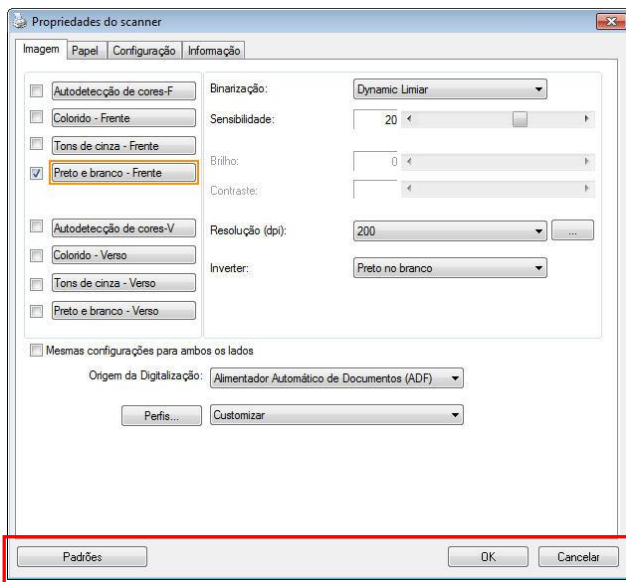 Propriedades do scanner
Imagem Papel Configuração Informação
Autodetecção de cores-F
Colorido - Frente
Tons de cinza - Frente
Preto e branco - Frente
Autodetecção de cores-V
Colorido - Verso
Tons de cinza - Verso
Preto e branco - Verso
Binarização: Dynamic Limiar
Sensibilidade: 20
Brilho: 0
Contraste:
Resolução (dpi): 200 ...
Inverter: Preto no branco
Mesmas configurações para ambos os lados
Origem da Digitalização: Alimentador Automático de Documentos (ADF)
Perfis... Customizar
Padrões OK Cancelar